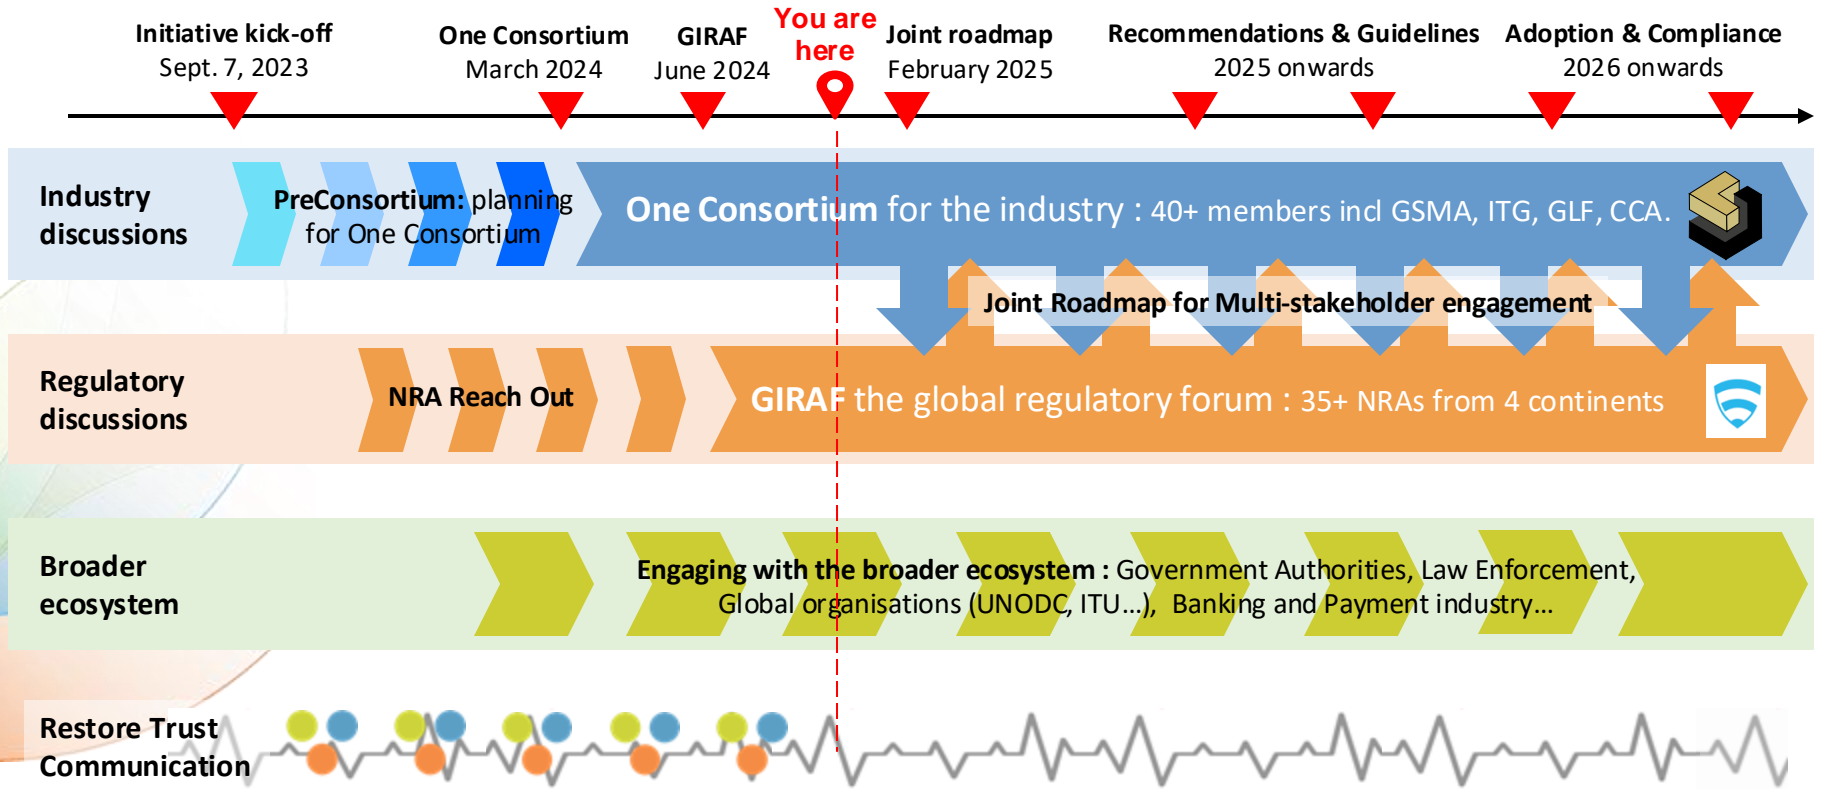 Initiative kick-off
Sept. 7, 2023
One Consortium
March 2024
GIRAF
June 2024
You are
here
Joint roadmap
February 2025
Recommendations & Guidelines
2025 onwards
Adoption & Compliance
2026 onwards
Industry
discussions
PreConsortium: planning
for One Consortium
One Consortium for the industry : 40+ members incl GSMA, ITG, GLF, CCA.
Joint Roadmap for Multi-stakeholder engagement
Regulatory
discussions
NRA Reach Out
GIRAF the global regulatory forum : 35+ NRAs from 4 continents
Broader
ecosystem
Engaging with the broader ecosystem : Government Authorities, Law Enforcement,
Global organisations (UNODC, ITU...), Banking and Payment industry...
Restore Trust
Communication